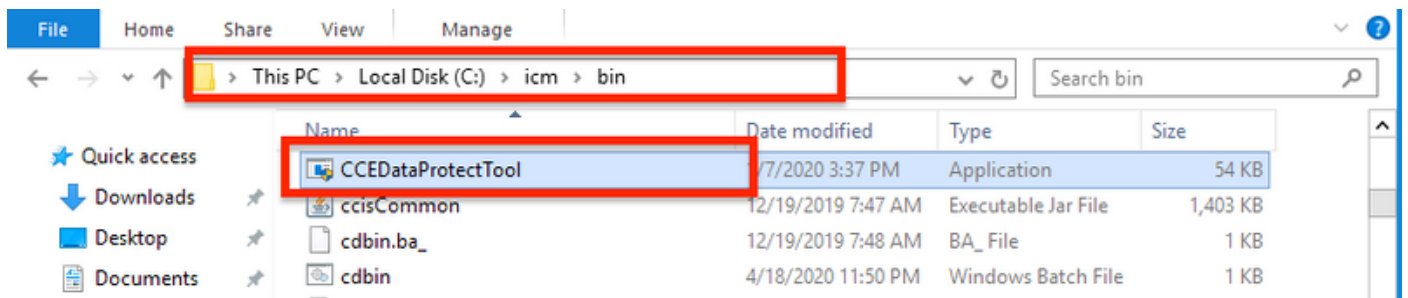 File Home Share View Manage
This PC > Local Disk (C:) > icm > bin
Search bin
Name Date modified Type Size
Quick access
CCEDataProtectTool /7/2020 3:37 PM Application 54 KB
Downloads
ccisCommon 12/19/2019 7:47 AM Executable Jar File 1,403 KB
Desktop
cdbin.ba_ 12/19/2019 7:48 AM BA_ File 1 KB
Documents
cdbin 4/18/2020 11:50 PM Windows Batch File 1 KB